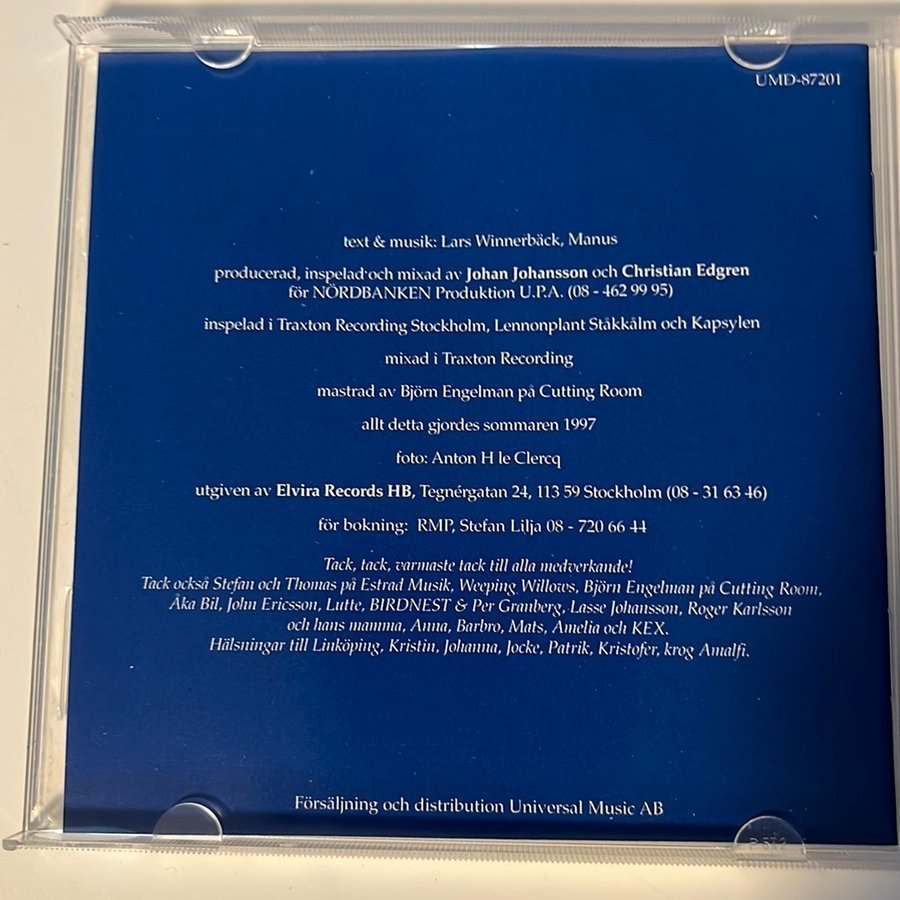 UMD-87201
text & musik: Lars Winnerbäck, Manus
producerad, inspelad och mixad av Johan Johansson och Christian Edgren
för NORDBANKEN Produktion U.P.A. (08 - 462 99 95)
inspelad i Traxton Recording Stockholm, Lennonplant Ståkkålm och Kapsylen
mixad i Traxton Recording
mastrad av Björn Engelman på Cutting Room
allt detta gjordes sommaren 1997
foto: Anton H le Clercq
utgiven av Elvira Records HB, Tegnérgatan 24, 113 59 Stockholm (08 - 31 63 46)
för bokning: RMP, Stefan Lilja 08 - 720 66 44
Tack, tack, varmaste tack till alla medverkande!
Tack också Stefan och Thomas på Estrad Musik, Weeping Willows, Björn Engelman på Cutting Room,
Åka Bil, John Ericsson, Lutte, BIRDNEST & Per Granberg, Lasse Johansson, Roger Karlsson
och hans mamma, Anna, Barbro, Mats, Amelia och KEX.
Hälsningar till Linköping, Kristin, Johanna, Jocke, Patrik, Kristofer, krog Amalfi.
Försäljning och distribution Universal Music AB